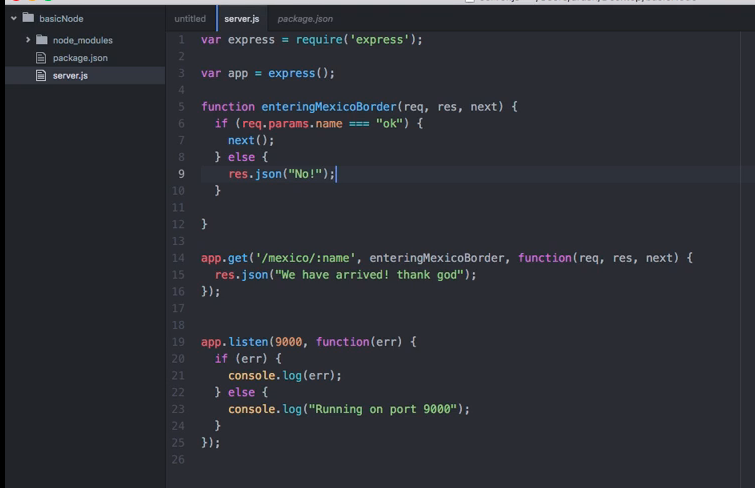 basicNode
node_modules
package.json
server.js
untitled
server.js
package.json
1 var express = require('express');
2
3 var app = express();
4
5 function enteringMexicoBorder(req, res, next) {
6   if (req.params.name === "ok") {
7     next();
8   } else {
9     res.json("No!");
10   }
11
12 }
13
14 app.get('/mexico/:name', enteringMexicoBorder, function(req, res, next) {
15   res.json("We have arrived! thank god");
16 });
17
18
19 app.listen(9000, function(err) {
20   if (err) {
21     console.log(err);
22   } else {
23     console.log("Running on port 9000");
24   }
25 });
26